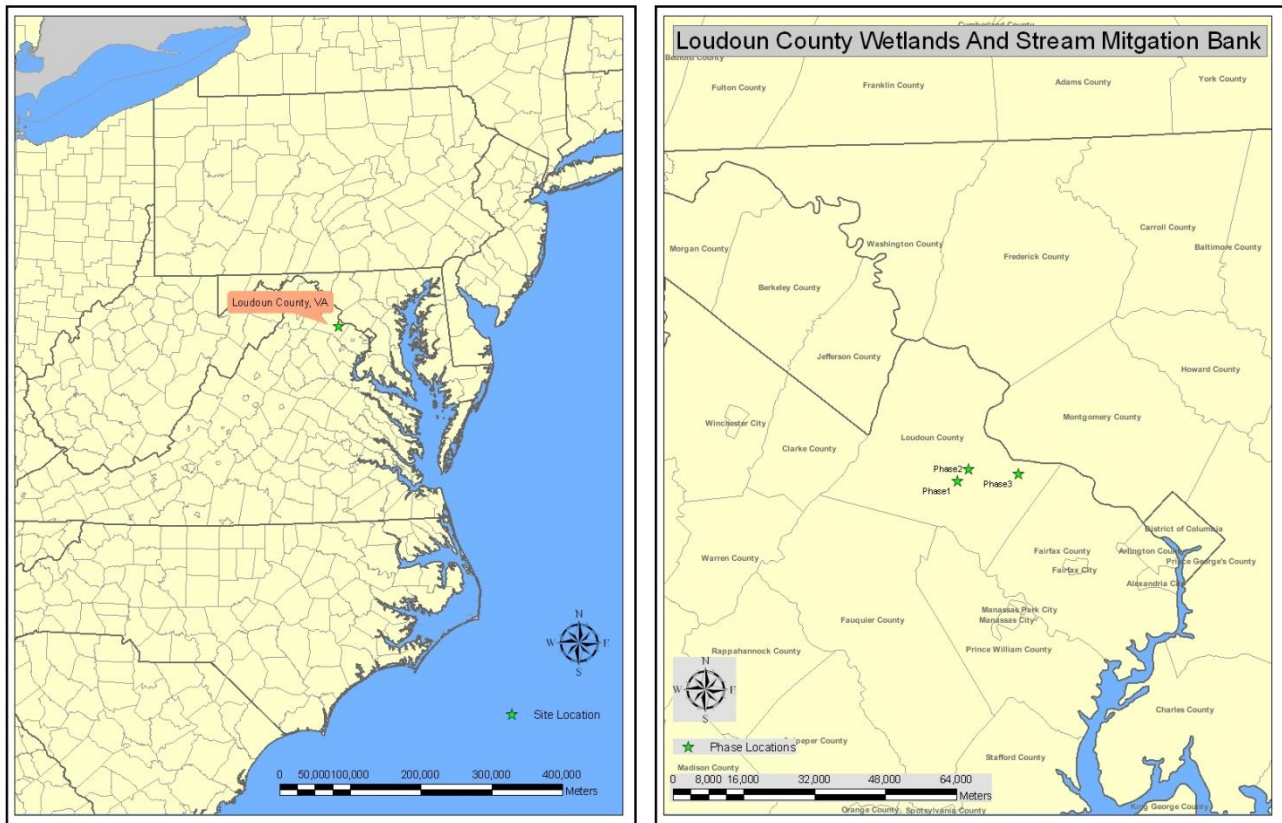 Loudoun County, VA
N
W E
S
Site Location
0 50,000 100,000 200,000 300,000 400,000
Meters
Cumberland County
Loudoun County Wetlands And Stream Mitgation Bank
Bedford County
Fulton County
Franklin County
Adams County
York County
Morgan County
Washington County
Frederick County
Carroll County
Baltimore County
Berkeley County
Jefferson County
Howard County
Montgomery County
Winchester City
Clarke County
Loudoun County
Phase2
Phase1
Phase3
District of Columbia
Warren County
Fairfax County
Arlington County
Prince George's County
Fairfax City
Alexandria City
Manassas Park City
Manassas City
Fauquier County
Rappahannock County
Prince William County
N
W E
S
Charles County
Phase Locations
Culpeper County
Stafford County
Madison County
0 8,000 16,000 32,000 48,000 64,000
Meters
Orange County
Spotsylvania County
King George County